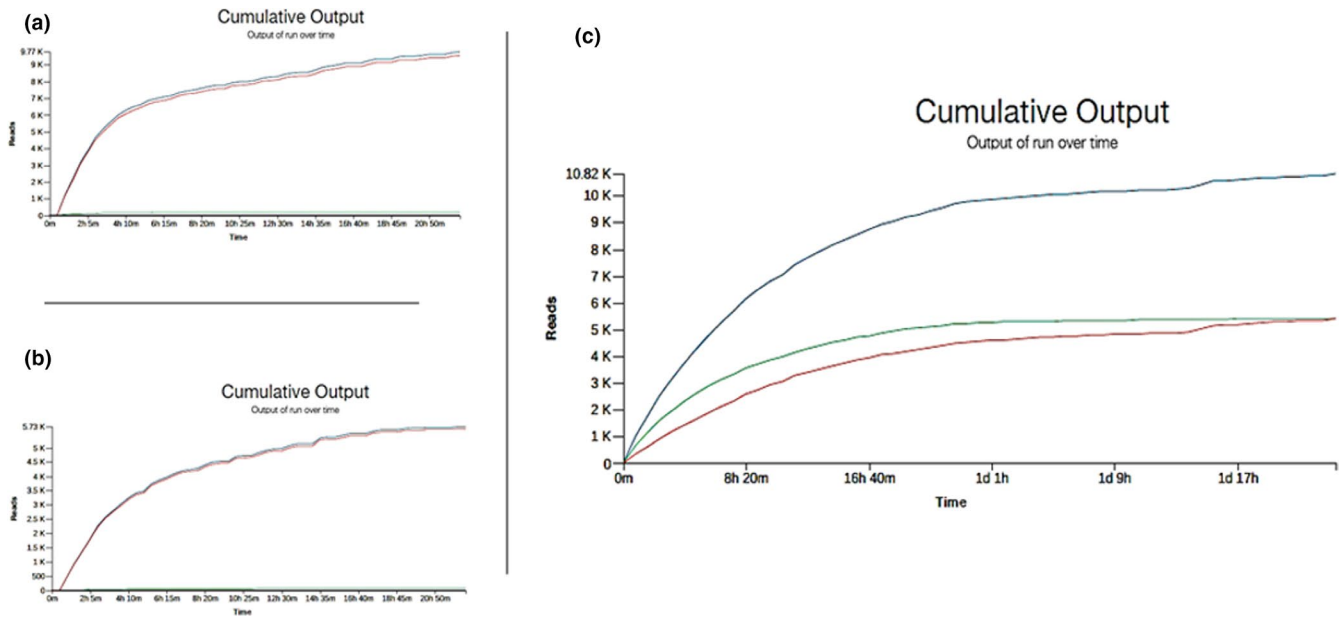 (a)
Cumulative Output
Output of run over time
9.77 K
9 K
8 K
7 K
6 K
5 K
4 K
3 K
2 K
1 K
0
Reads
0m 2h 5m 4h 10m 6h 15m 8h 20m 10h 25m 12h 30m 14h 35m 16h 40m 18h 45m 20h 50m
Time
(b)
Cumulative Output
Output of run over time
5.73 K
5 K
4.5 K
4 K
3.5 K
3 K
2.5 K
2 K
1.5 K
1 K
500
0
Reads
0m 2h 5m 4h 10m 6h 15m 8h 20m 10h 25m 12h 30m 14h 35m 16h 40m 18h 45m 20h 50m
Time
(c)
Cumulative Output
Output of run over time
10.82 K
10 K
9 K
8 K
7 K
6 K
5 K
4 K
3 K
2 K
1 K
0
Reads
0m 8h 20m 16h 40m 1d 1h 1d 9h 1d 17h
Time